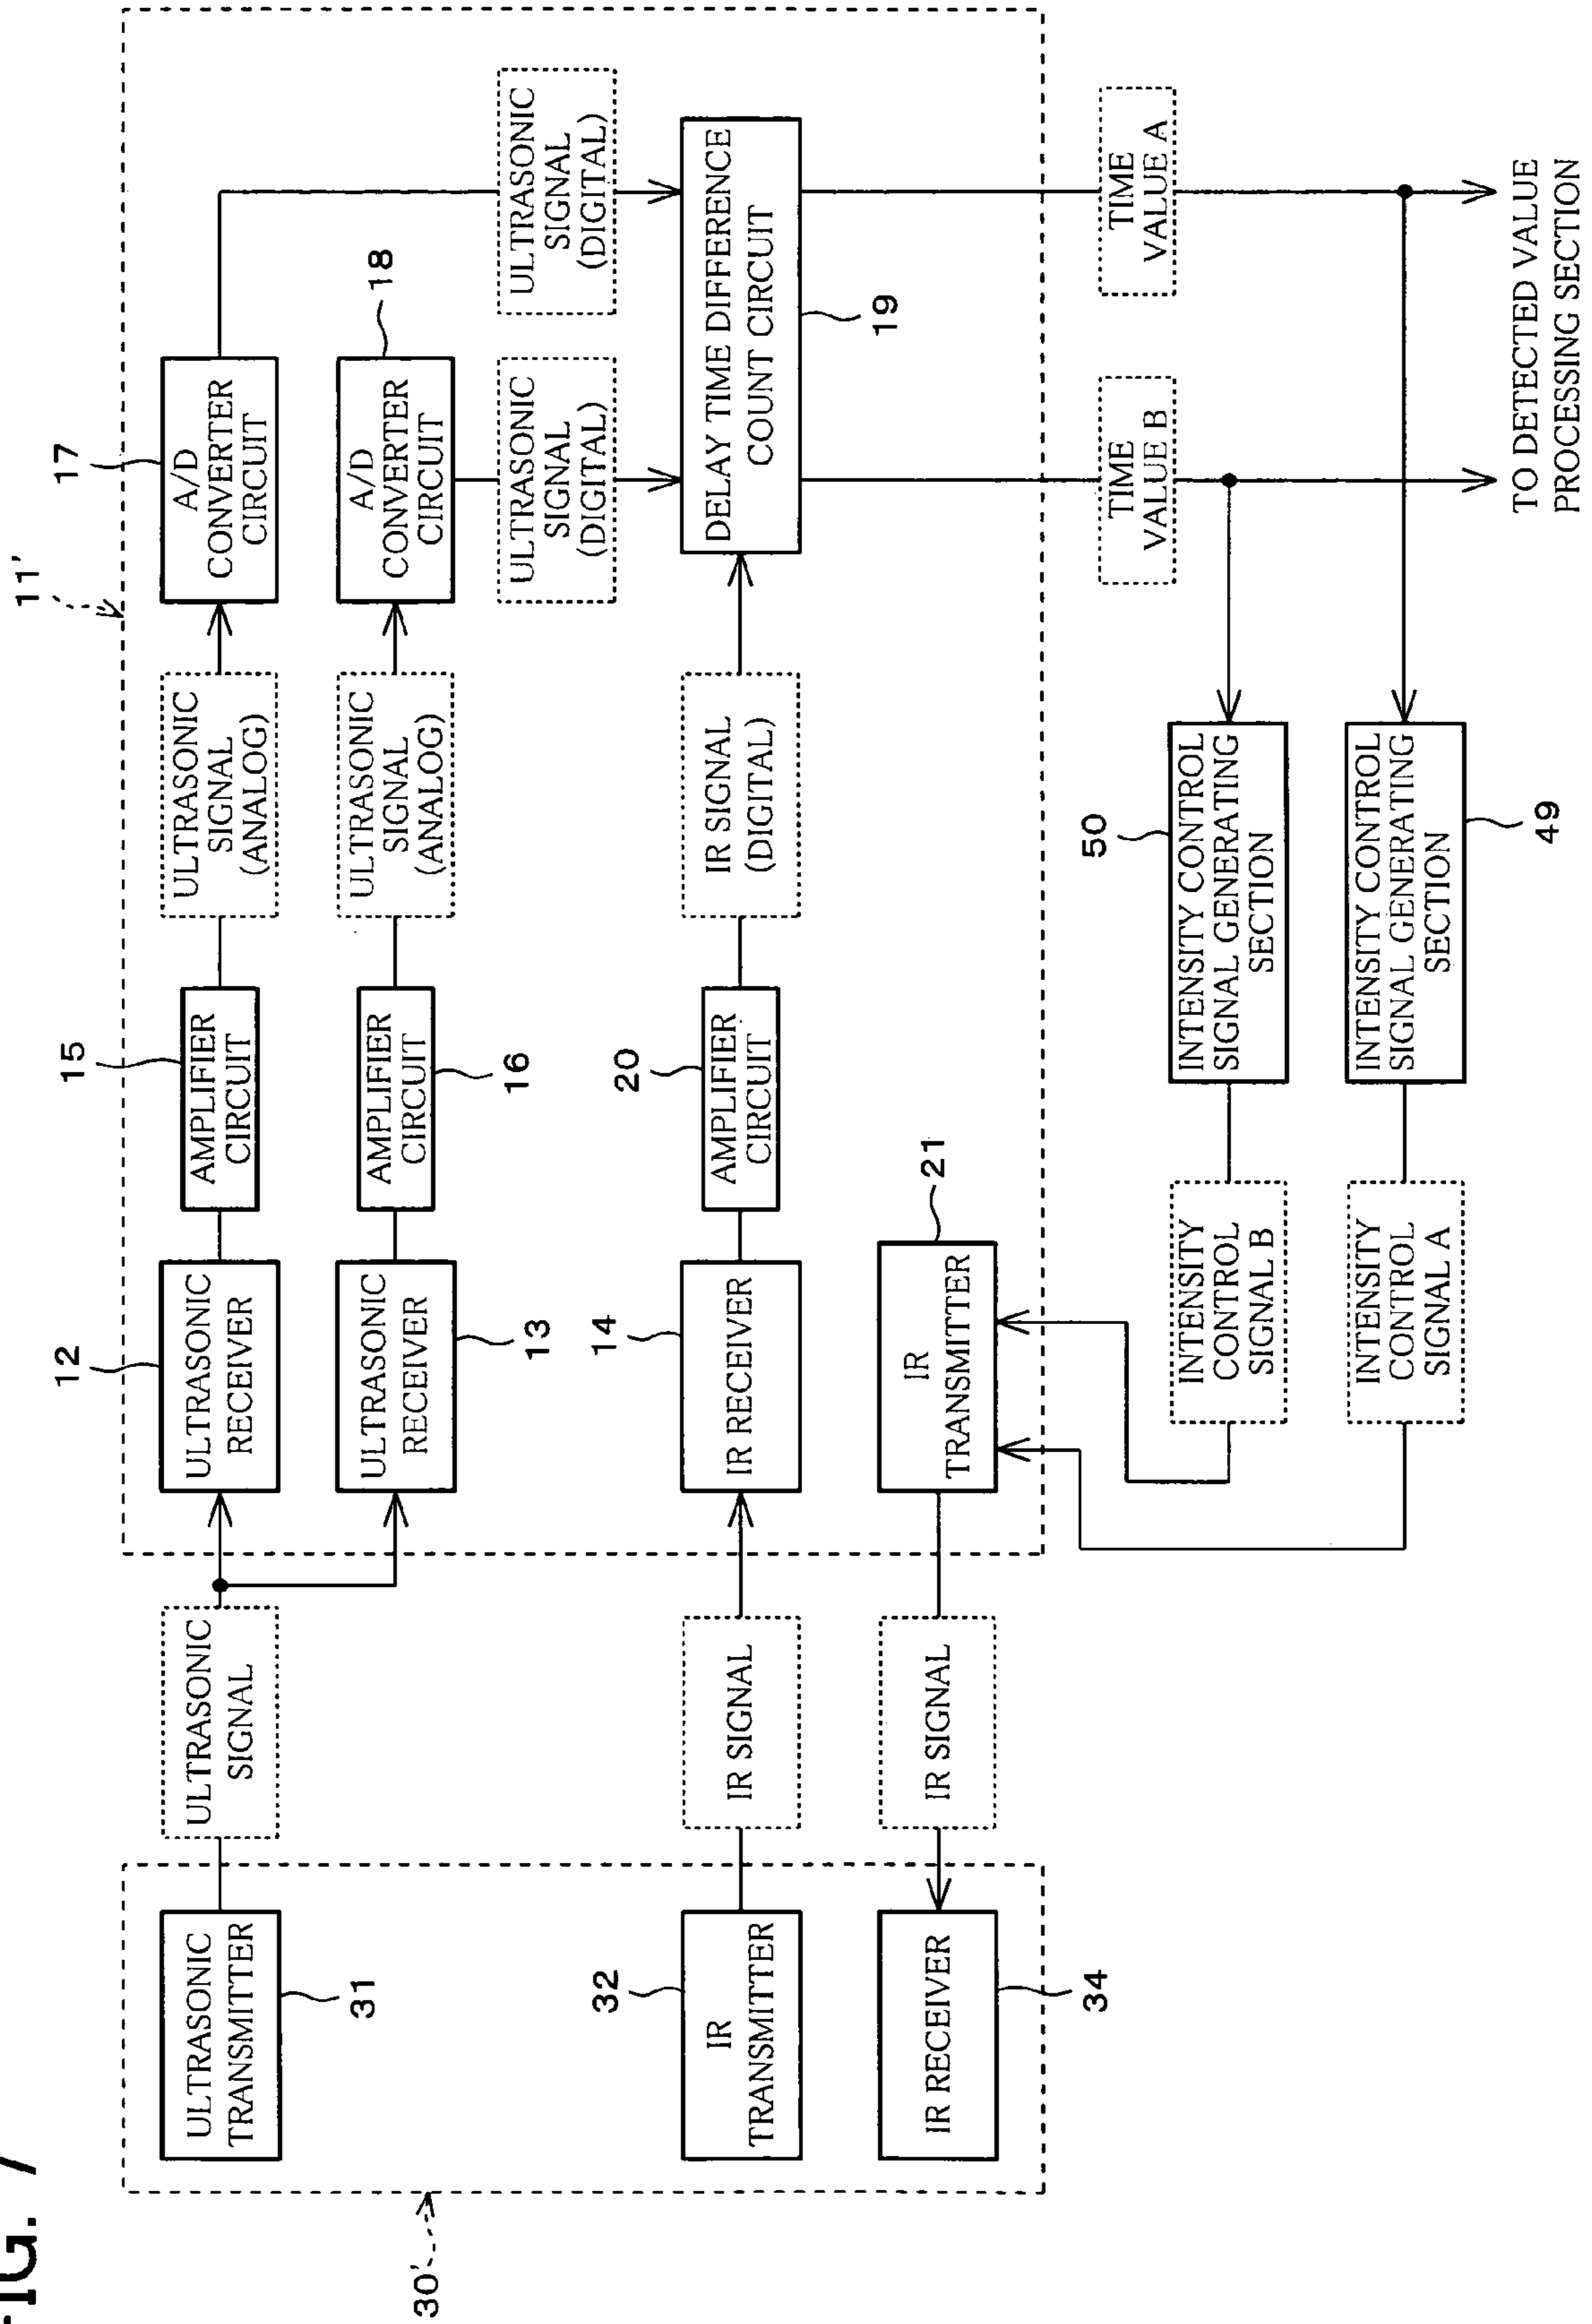 FIG. 7
30'
ULTRASONIC
TRANSMITTER
31
IR
TRANSMITTER
32
IR RECEIVER
34
ULTRASONIC
SIGNAL
IR SIGNAL
IR SIGNAL
11'
12
ULTRASONIC
RECEIVER
ULTRASONIC
RECEIVER
13
14
IR RECEIVER
21
IR
TRANSMITTER
15
AMPLIFIER
CIRCUIT
AMPLIFIER
CIRCUIT
16
20
AMPLIFIER
CIRCUIT
ULTRASONIC
SIGNAL
(ANALOG)
ULTRASONIC
SIGNAL
(ANALOG)
IR SIGNAL
(DIGITAL)
17
A/D
CONVERTER
CIRCUIT
18
A/D
CONVERTER
CIRCUIT
ULTRASONIC
SIGNAL
(DIGITAL)
ULTRASONIC
SIGNAL
(DIGITAL)
DELAY TIME DIFFERENCE
COUNT CIRCUIT
19
TIME
VALUE B
TIME
VALUE A
50
INTENSITY CONTROL
SIGNAL GENERATING
SECTION
INTENSITY CONTROL
SIGNAL GENERATING
SECTION
49
INTENSITY
CONTROL
SIGNAL B
INTENSITY
CONTROL
SIGNAL A
TO DETECTED VALUE
PROCESSING SECTION